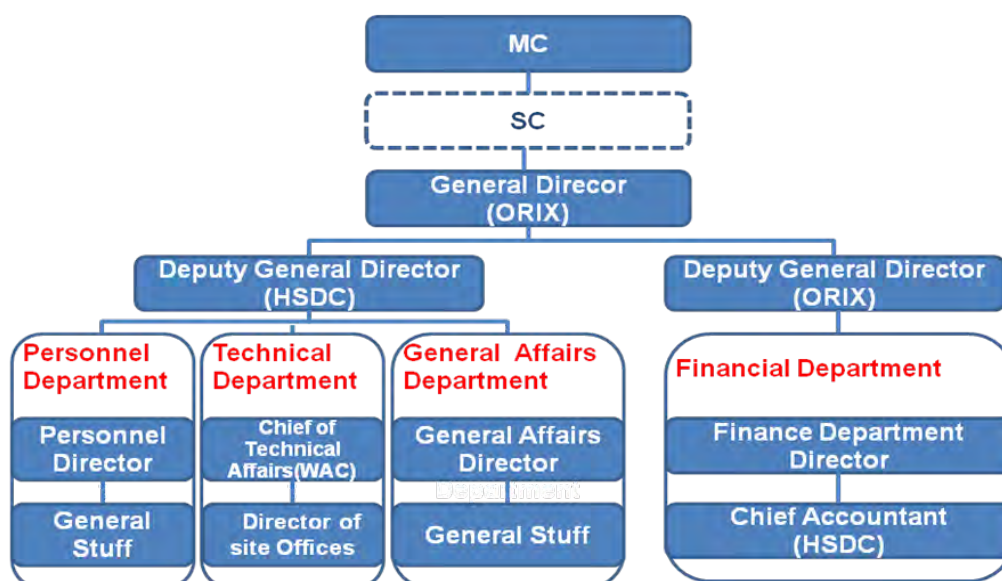 MC
SC
General Direcor
(ORIX)
Deputy General Director
(HSDC)
Deputy General Director
(ORIX)
Personnel
Department
Technical
Department
General Affairs
Department
Financial Department
Personnel
Director
Chief of
Technical
Affairs(WAC)
General Affairs
Director
Department
Finance Department
Director
General
Stuff
Director of
site Offices
General Stuff
Chief Accountant
(HSDC)